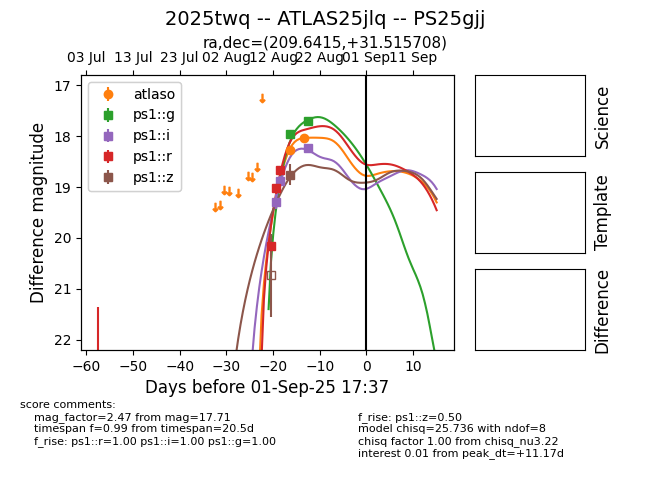 2025twq -- ATLAS25jlq -- PS25gjj
ra,dec=(209.6415,+31.515708)
03 Jul 13 Jul 23 Jul 02 Aug 12 Aug 22 Aug 01 Sep 11 Sep
17
18
19
20
21
22
Difference magnitude
atlaso
ps1::g
ps1::i
ps1::r
ps1::z
−60 −50 −40 −30 −20 −10 0 10
Days before 01-Sep-25 17:37
Science
Template
Difference
score comments:
mag_factor=2.47 from mag=17.71
timespan f=0.99 from timespan=20.5d
f_rise: ps1::r=1.00 ps1::i=1.00 ps1::g=1.00
f_rise: ps1::z=0.50
model chisq=25.736 with ndof=8
chisq factor 1.00 from chisq_nu3.22
interest 0.01 from peak_dt=+11.17d